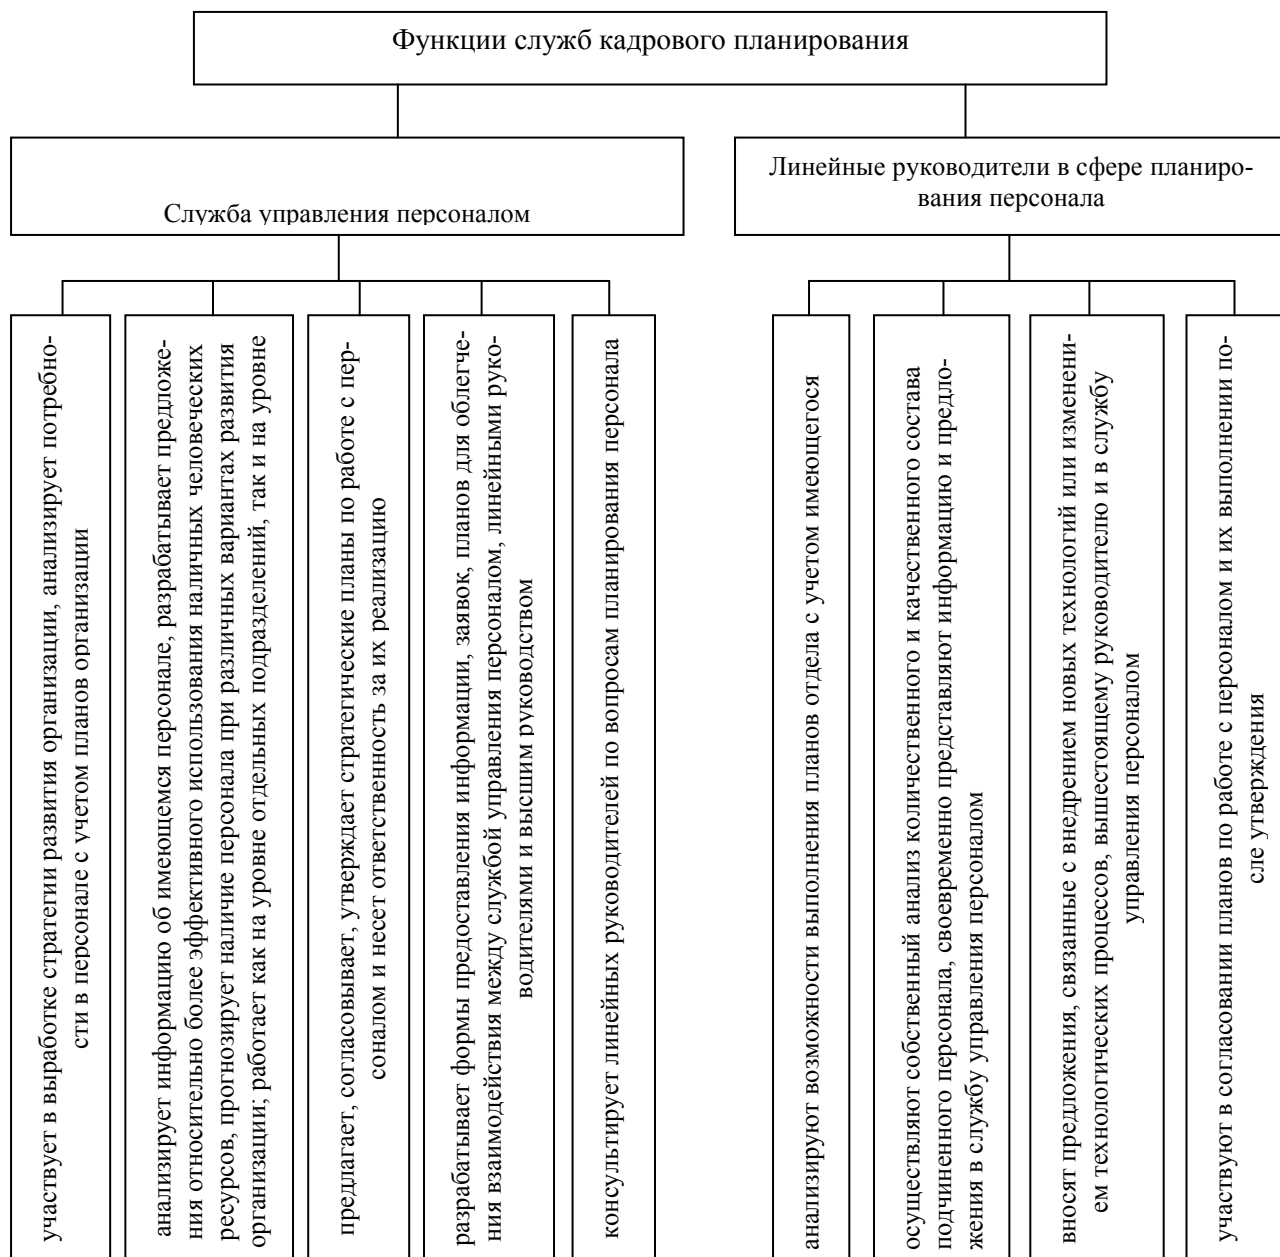 Функции служб кадрового планирования
Служба управления персоналом
Линейные руководители в сфере планиро-
вания персонала
участвует в выработке стратегии развития организации, анализирует потребно-
сти в персонале с учетом планов организации
анализирует информацию об имеющемся персонале, разрабатывает предложе-
ния относительно более эффективного использования наличных человеческих
ресурсов, прогнозирует наличие персонала при различных вариантах развития
организации; работает как на уровне отдельных подразделений, так и на уровне
предлагает, согласовывает, утверждает стратегические планы по работе с пер-
соналом и несет ответственность за их реализацию
разрабатывает формы предоставления информации, заявок, планов для облегче-
ния взаимодействия между службой управления персоналом, линейными руко-
водителями и высшим руководством
консультирует линейных руководителей по вопросам планирования персонала
анализируют возможности выполнения планов отдела с учетом имеющегося
осуществляют собственный анализ количественного и качественного состава
подчиненного персонала, своевременно представляют информацию и предло-
жения в службу управления персоналом
вносят предложения, связанные с внедрением новых технологий или изменени-
ем технологических процессов, вышестоящему руководителю и в службу
управления персоналом
участвуют в согласовании планов по работе с персоналом и их выполнении по-
сле утверждения